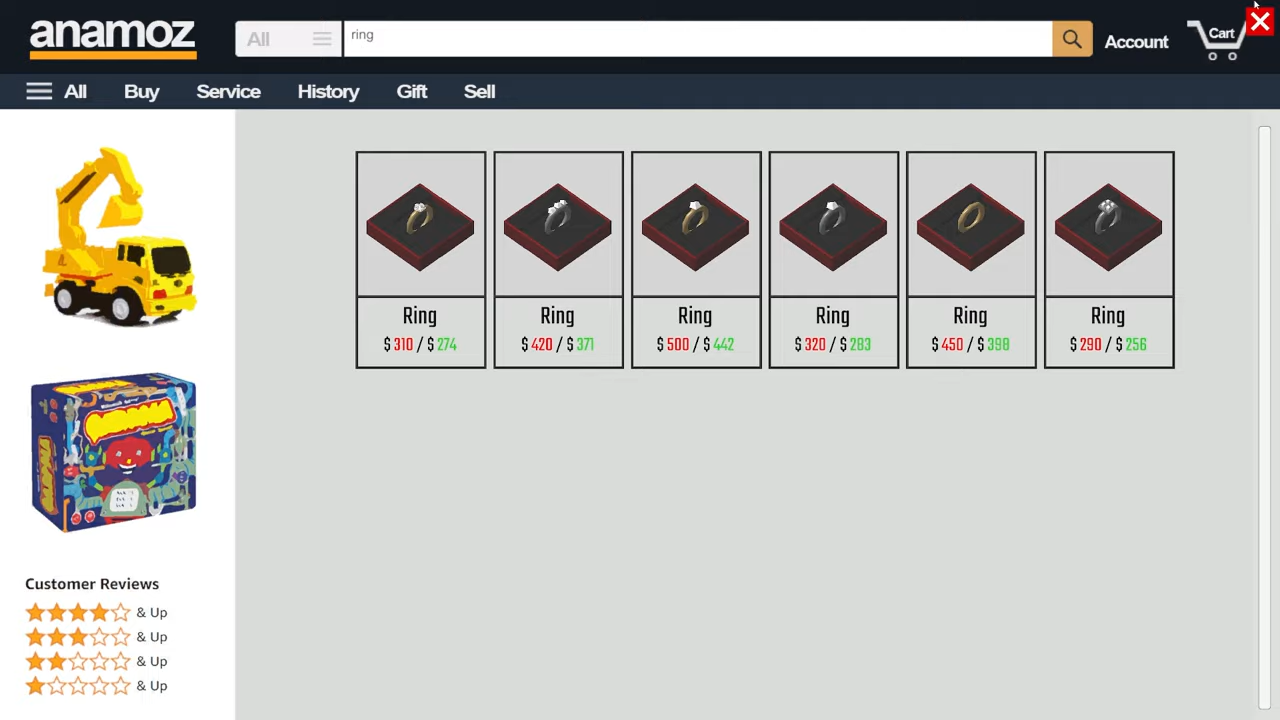 anamoz
All
ring
Account
Cart
All Buy Service History Gift Sell
Ring Ring Ring Ring Ring Ring
$ 310 / $ 274 $ 420 / $ 371 $ 500 / $ 442 $ 320 / $ 283 $ 450 / $ 398 $ 290 / $ 256
Customer Reviews
& Up
& Up
& Up
& Up